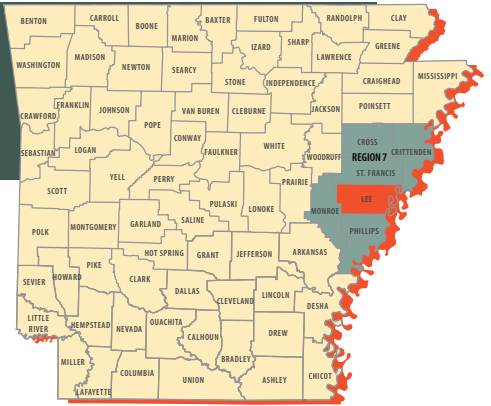 BENTON
CARROLL
BOONE
BAXTER
FULTON
RANDOLPH
CLAY
MARION
IZARD
SHARP
GREENE
WASHINGTON
MADISON
NEWTON
SEARCY
LAWRENCE
STONE
INDEPENDENCE
CRAIGHEAD
MISSISSIPPI
CRAWFORD
FRANKLIN
JOHNSON
POPE
VAN BUREN
CLEBURNE
JACKSON
POINSETT
SEBASTIAN
LOGAN
CONWAY
FAULKNER
WHITE
WOODRUFF
CROSS
CRITTENDEN
REGION 7
ST. FRANCIS
SCOTT
YELL
PERRY
PULASKI
LONOKE
PRAIRIE
MONROE
LEE
POLK
MONTGOMERY
GARLAND
SALINE
PHILLIPS
HOT SPRING
GRANT
JEFFERSON
ARKANSAS
SEVIER
HOWARD
PIKE
CLARK
DALLAS
CLEVELAND
LINCOLN
DESHA
LITTLE
RIVER
HEMPSTEAD
NEVADA
OUACHITA
CALHOUN
BRADLEY
DREW
MILLER
LAFAYETTE
COLUMBIA
UNION
ASHLEY
CHICOT